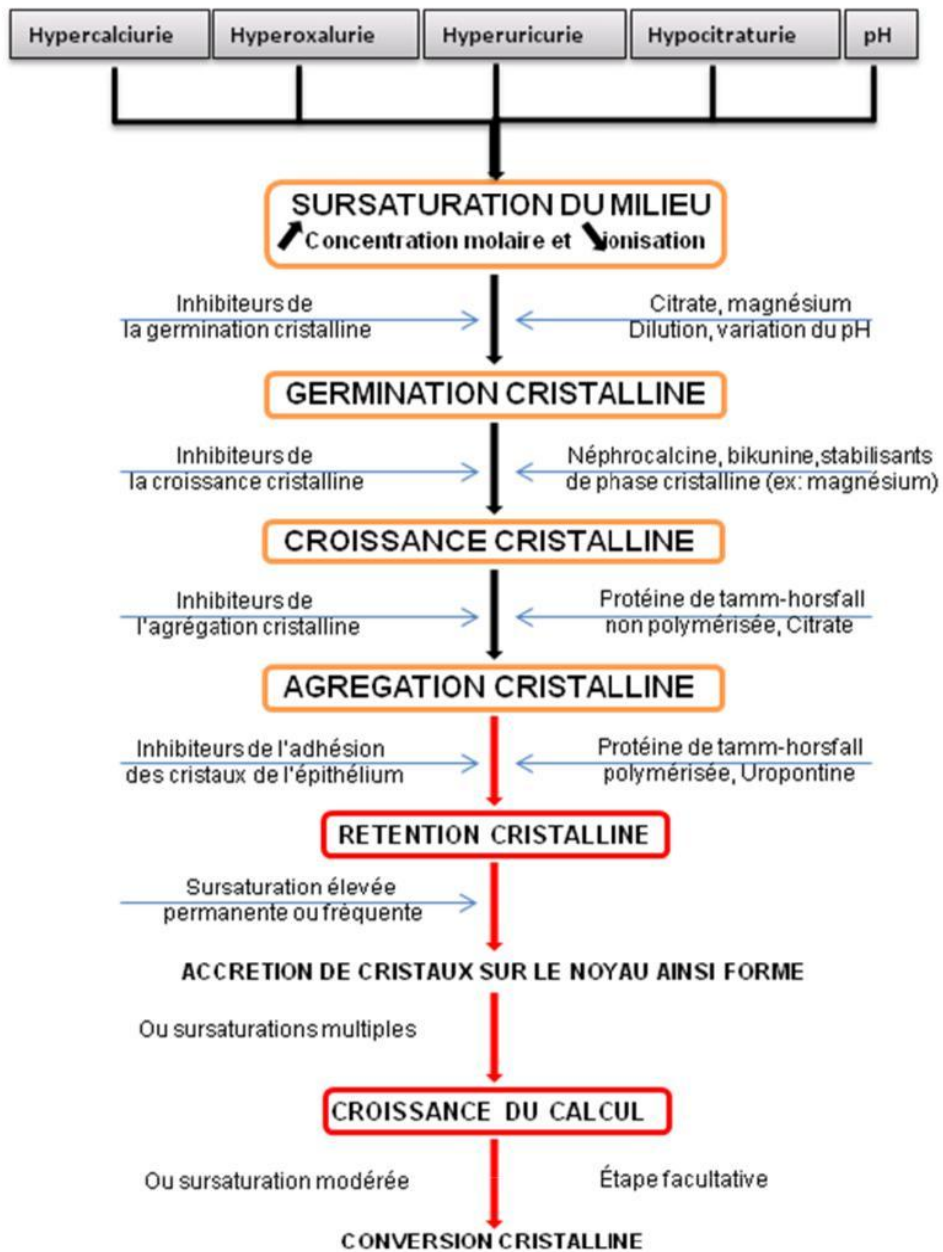 Hypercalciurie Hyperoxalurie Hyperuricurie Hypocitraturie pH
SURSATURATION DU MILIEU
Concentration molaire et ionisation
Inhibiteurs de
la germination cristalline
Citrate, magnésium
Dilution, variation du pH
GERMINATION CRISTALLINE
Inhibiteurs de
la croissance cristalline
Néphrocalcine, bikunine,stabilisants
de phase cristalline (ex: magnésium)
CROISSANCE CRISTALLINE
Inhibiteurs de
l'agrégation cristalline
Protéine de tamm-horsfall
non polymérisée, Citrate
AGREGATION CRISTALLINE
Inhibiteurs de l'adhésion
des cristaux de l'épithélium
Protéine de tamm-horsfall
polymérisée, Uropontine
RETENTION CRISTALLINE
Sursaturation élevée
permanente ou frèquente
ACCRETION DE CRISTAUX SUR LE NOYAU AINSI FORME
Ou sursaturations multiples
CROISSANCE DU CALCUL
Ou sursaturation modérée
Étape facultative
CONVERSION CRISTALLINE